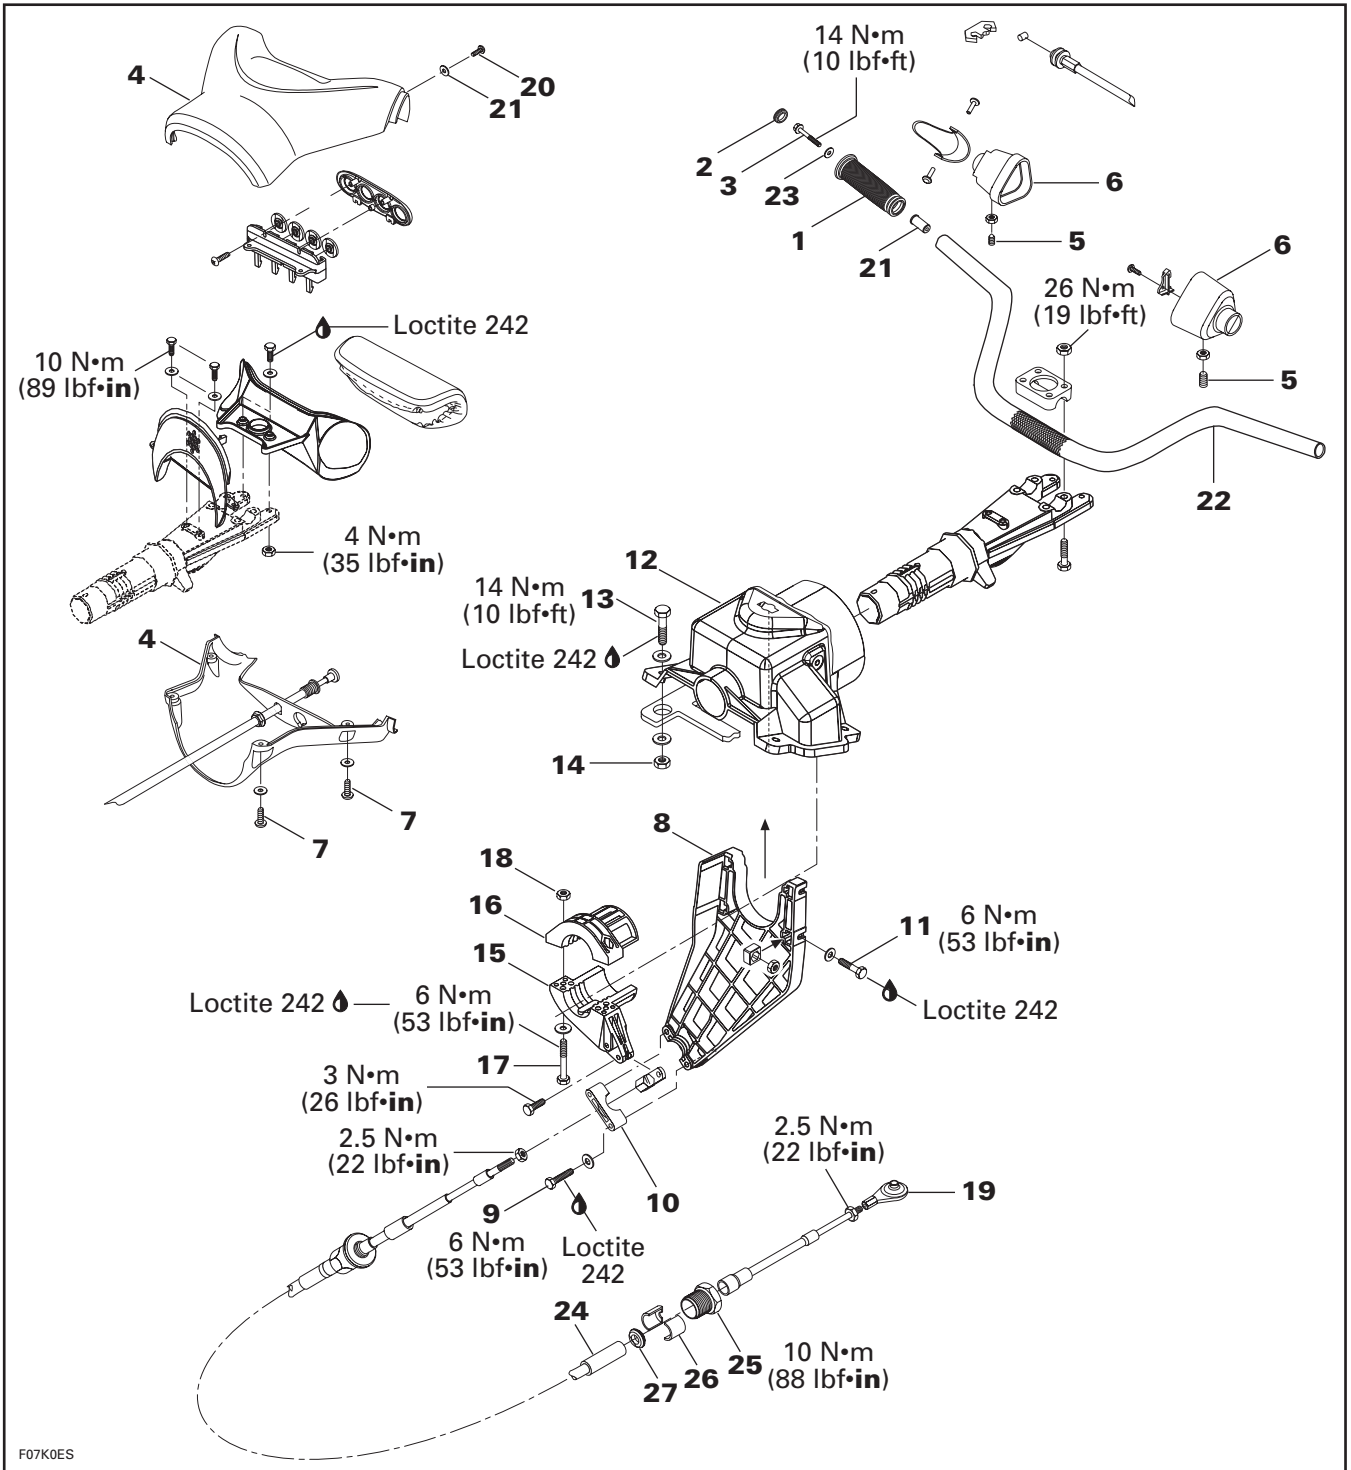 4
20
21
14 N•m
(10 lbf•ft)
2
3
23
1
21
6
5
6
5
26 N•m
(19 lbf•ft)
22
Loctite 242
10 N•m
(89 lbf•in)
4 N•m
(35 lbf•in)
12
14 N•m
(10 lbf•ft)
13
Loctite 242
14
4
7
7
8
18
16
15
11
6 N•m
(53 lbf•in)
Loctite 242
Loctite 242
6 N•m
(53 lbf•in)
17
3 N•m
(26 lbf•in)
2.5 N•m
(22 lbf•in)
9
6 N•m
(53 lbf•in)
Loctite
242
10
2.5 N•m
(22 lbf•in)
19
24
27
26
25
10 N•m
(88 lbf•in)
F07K0ES